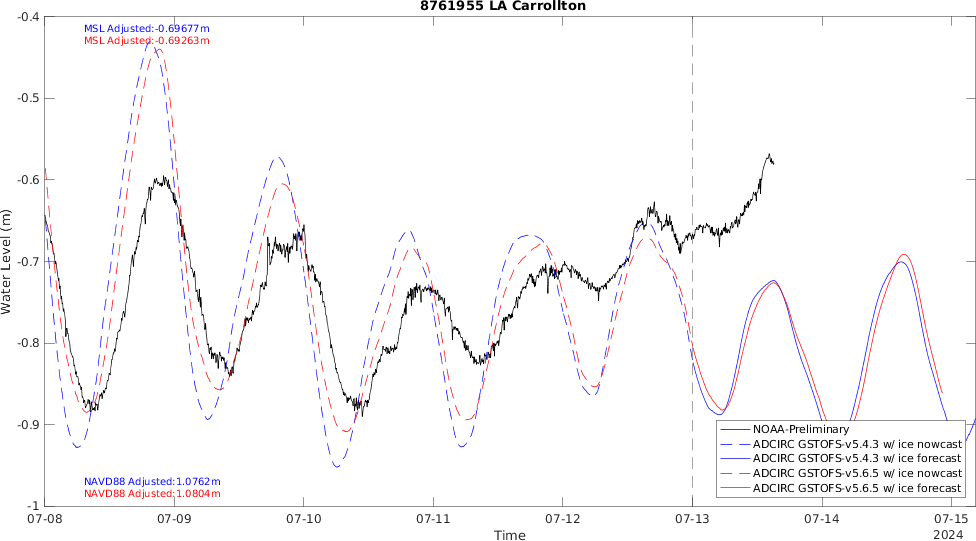 8761955 LA Carrollton
MSL Adjusted:-0.69677m
MSL Adjusted:-0.69263m
-0.4
-0.5
-0.6
-0.7
-0.8
-0.9
-1
Water Level (m)
NAVD88 Adjusted:1.0762m
NAVD88 Adjusted:1.0804m
NOAA-Preliminary
ADCIRC GSTOFS-v5.4.3 w/ ice nowcast
ADCIRC GSTOFS-v5.4.3 w/ ice forecast
ADCIRC GSTOFS-v5.6.5 w/ ice nowcast
ADCIRC GSTOFS-v5.6.5 w/ ice forecast
07-08 07-09 07-10 07-11 07-12 07-13 07-14 07-15
Time
2024